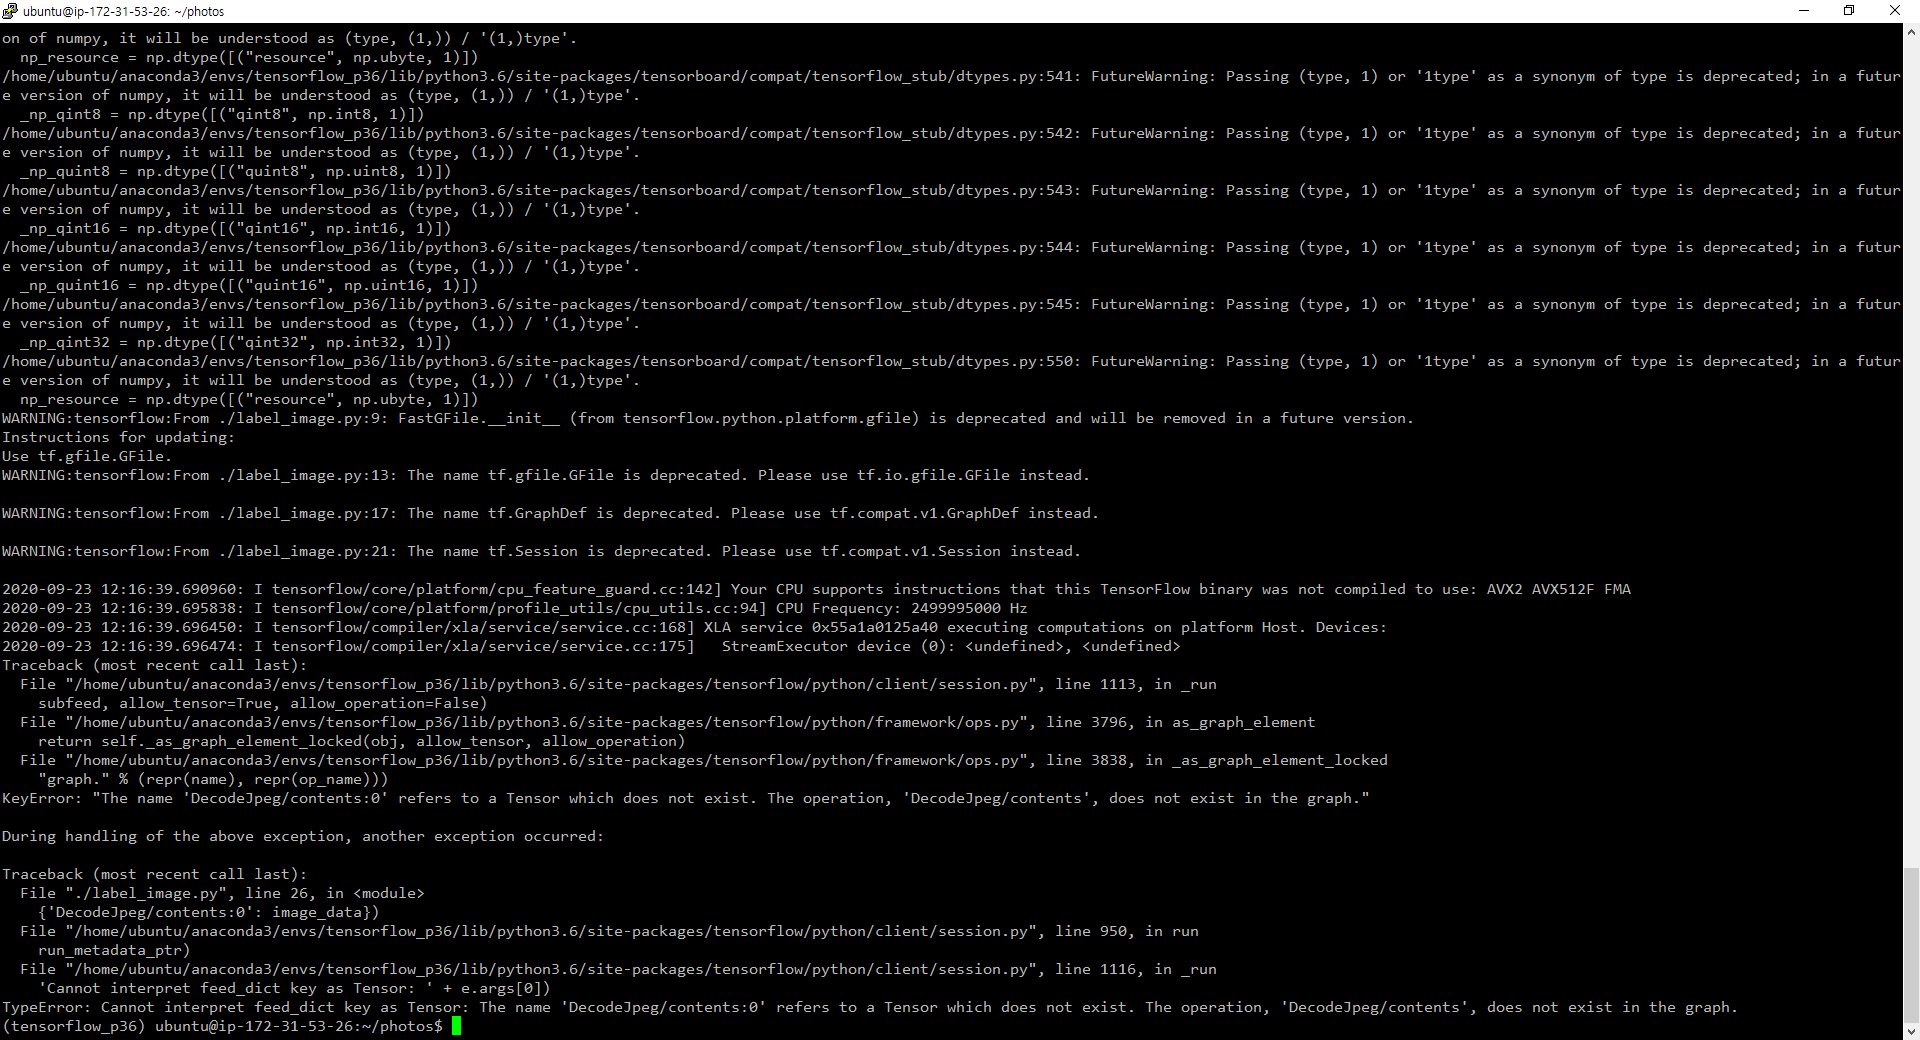 ubuntu@ip-172-31-53-26: ~/photos
on of numpy, it will be understood as (type, (1,)) / '(1,)type'.
  np_resource = np.dtype([("resource", np.ubyte, 1)])
/home/ubuntu/anaconda3/envs/tensorflow_p36/lib/python3.6/site-packages/tensorboard/compat/tensorflow_stub/dtypes.py:541: FutureWarning: Passing (type, 1) or '1type' as a synonym of type is deprecated; in a futur
e version of numpy, it will be understood as (type, (1,)) / '(1,)type'.
  _np_qint8 = np.dtype([("qint8", np.int8, 1)])
/home/ubuntu/anaconda3/envs/tensorflow_p36/lib/python3.6/site-packages/tensorboard/compat/tensorflow_stub/dtypes.py:542: FutureWarning: Passing (type, 1) or '1type' as a synonym of type is deprecated; in a futur
e version of numpy, it will be understood as (type, (1,)) / '(1,)type'.
  _np_quint8 = np.dtype([("quint8", np.uint8, 1)])
/home/ubuntu/anaconda3/envs/tensorflow_p36/lib/python3.6/site-packages/tensorboard/compat/tensorflow_stub/dtypes.py:543: FutureWarning: Passing (type, 1) or '1type' as a synonym of type is deprecated; in a futur
e version of numpy, it will be understood as (type, (1,)) / '(1,)type'.
  _np_qint16 = np.dtype([("qint16", np.int16, 1)])
/home/ubuntu/anaconda3/envs/tensorflow_p36/lib/python3.6/site-packages/tensorboard/compat/tensorflow_stub/dtypes.py:544: FutureWarning: Passing (type, 1) or '1type' as a synonym of type is deprecated; in a futur
e version of numpy, it will be understood as (type, (1,)) / '(1,)type'.
  _np_quint16 = np.dtype([("quint16", np.uint16, 1)])
/home/ubuntu/anaconda3/envs/tensorflow_p36/lib/python3.6/site-packages/tensorboard/compat/tensorflow_stub/dtypes.py:545: FutureWarning: Passing (type, 1) or '1type' as a synonym of type is deprecated; in a futur
e version of numpy, it will be understood as (type, (1,)) / '(1,)type'.
  _np_qint32 = np.dtype([("qint32", np.int32, 1)])
/home/ubuntu/anaconda3/envs/tensorflow_p36/lib/python3.6/site-packages/tensorboard/compat/tensorflow_stub/dtypes.py:550: FutureWarning: Passing (type, 1) or '1type' as a synonym of type is deprecated; in a futur
e version of numpy, it will be understood as (type, (1,)) / '(1,)type'.
  np_resource = np.dtype([("resource", np.ubyte, 1)])
WARNING:tensorflow:From ./label_image.py:9: FastGFile.__init__ (from tensorflow.python.platform.gfile) is deprecated and will be removed in a future version.
Instructions for updating:
Use tf.gfile.GFile.
WARNING:tensorflow:From ./label_image.py:13: The name tf.gfile.GFile is deprecated. Please use tf.io.gfile.GFile instead.
WARNING:tensorflow:From ./label_image.py:17: The name tf.GraphDef is deprecated. Please use tf.compat.v1.GraphDef instead.
WARNING:tensorflow:From ./label_image.py:21: The name tf.Session is deprecated. Please use tf.compat.v1.Session instead.
2020-09-23 12:16:39.690960: I tensorflow/core/platform/cpu_feature_guard.cc:142] Your CPU supports instructions that this TensorFlow binary was not compiled to use: AVX2 AVX512F FMA
2020-09-23 12:16:39.695838: I tensorflow/core/platform/profile_utils/cpu_utils.cc:94] CPU Frequency: 2499995000 Hz
2020-09-23 12:16:39.696450: I tensorflow/compiler/xla/service/service.cc:168] XLA service 0x55a1a0125a40 executing computations on platform Host. Devices:
2020-09-23 12:16:39.696474: I tensorflow/compiler/xla/service/service.cc:175]   StreamExecutor device (0): <undefined>, <undefined>
Traceback (most recent call last):
  File "/home/ubuntu/anaconda3/envs/tensorflow_p36/lib/python3.6/site-packages/tensorflow/python/client/session.py", line 1113, in _run
    subfeed, allow_tensor=True, allow_operation=False)
  File "/home/ubuntu/anaconda3/envs/tensorflow_p36/lib/python3.6/site-packages/tensorflow/python/framework/ops.py", line 3796, in as_graph_element
    return self._as_graph_element_locked(obj, allow_tensor, allow_operation)
  File "/home/ubuntu/anaconda3/envs/tensorflow_p36/lib/python3.6/site-packages/tensorflow/python/framework/ops.py", line 3838, in _as_graph_element_locked
    "graph." % (repr(name), repr(op_name)))
KeyError: "The name 'DecodeJpeg/contents:0' refers to a Tensor which does not exist. The operation, 'DecodeJpeg/contents', does not exist in the graph."
During handling of the above exception, another exception occurred:
Traceback (most recent call last):
  File "./label_image.py", line 26, in <module>
    {'DecodeJpeg/contents:0': image_data})
  File "/home/ubuntu/anaconda3/envs/tensorflow_p36/lib/python3.6/site-packages/tensorflow/python/client/session.py", line 950, in run
    run_metadata_ptr)
  File "/home/ubuntu/anaconda3/envs/tensorflow_p36/lib/python3.6/site-packages/tensorflow/python/client/session.py", line 1116, in _run
    'Cannot interpret feed_dict key as Tensor: ' + e.args[0])
TypeError: Cannot interpret feed_dict key as Tensor: The name 'DecodeJpeg/contents:0' refers to a Tensor which does not exist. The operation, 'DecodeJpeg/contents', does not exist in the graph.
(tensorflow_p36) ubuntu@ip-172-31-53-26:~/photos$